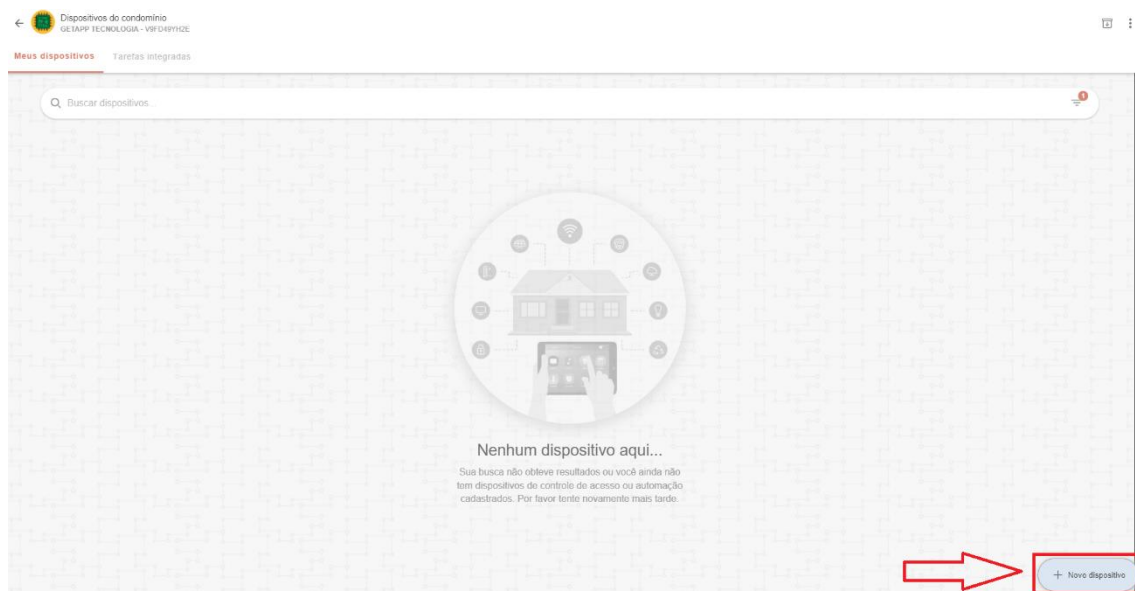 Dispositivos do condomínio
GETAPP TECNOLOGIA - V9FD49YH2E
Meus dispositivos Tarefas integradas
Buscar dispositivos...
1
Nenhum dispositivo aqui...
Sua busca não obteve resultados ou você ainda não
tem dispositivos de controle de acesso ou automação
cadastrados. Por favor tente novamente mais tarde.
+ Novo dispositivo